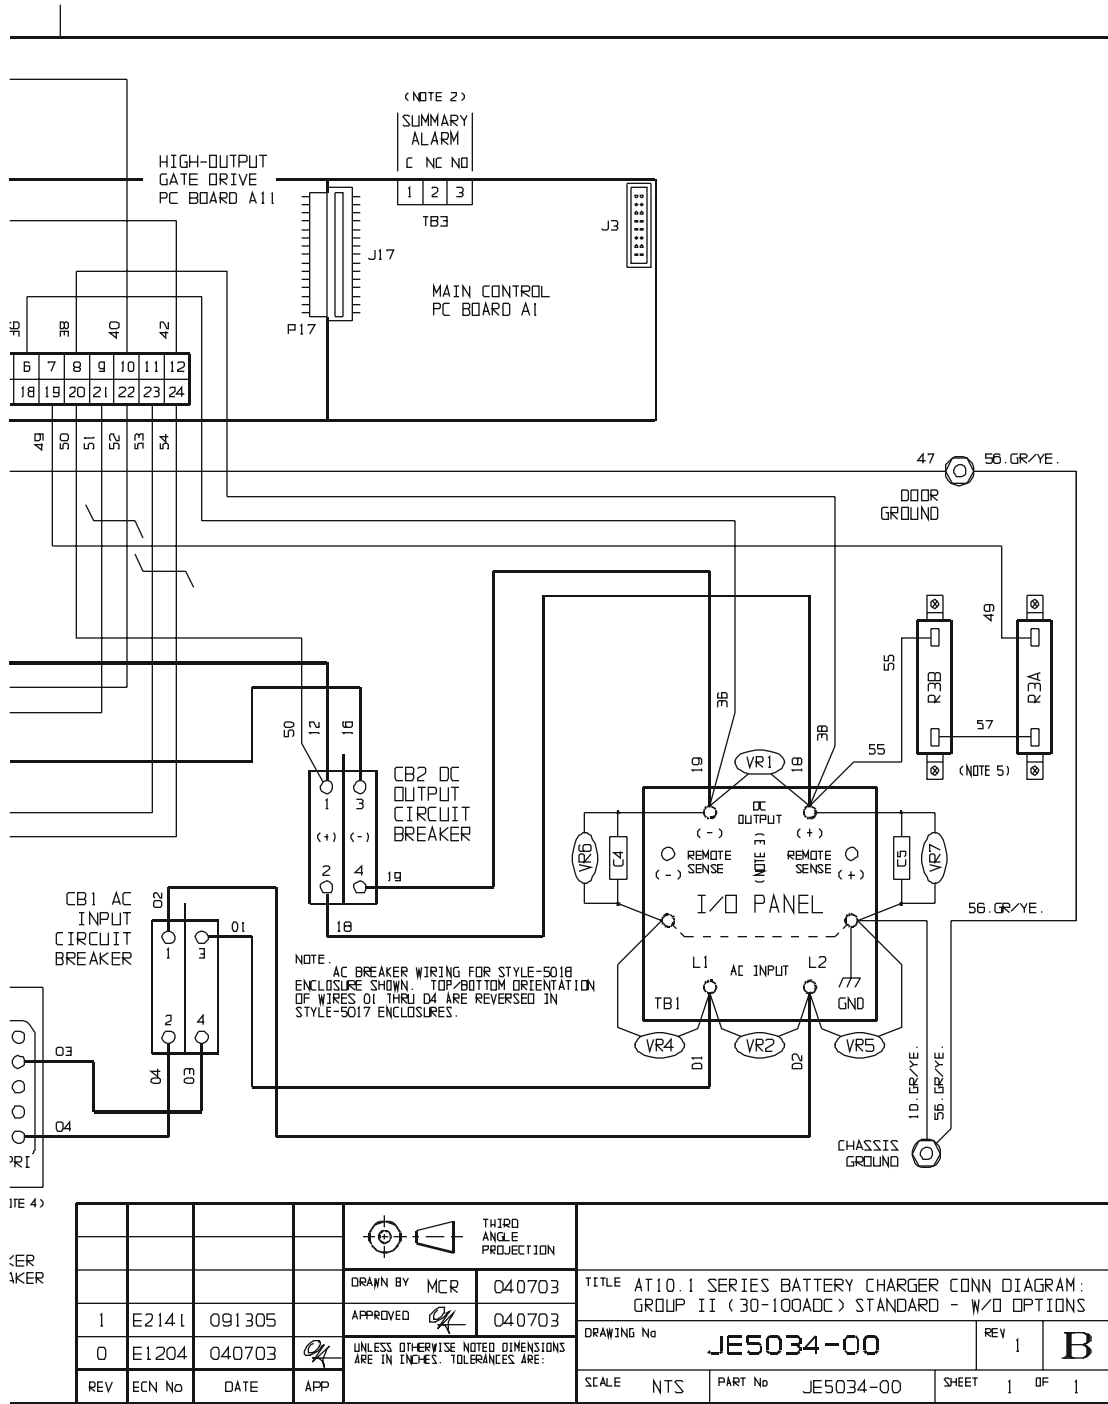 (NOTE 2)
SUMMARY
ALARM
C NC NO
1 2 3
TB3
HIGH-OUTPUT
GATE DRIVE
PC BOARD A11
J17
P17
J3
MAIN CONTROL
PC BOARD A1
36 38 40 42
6 7 8 9 10 11 12
18 19 20 21 22 23 24
49 50 51 52 53 54
47
56.GR/YE.
DOOR
GROUND
49
55
R3B
R3A
57
55
(NOTE 5)
36
38
50 12 16
19
VR1
18
CB2 DC
OUTPUT
CIRCUIT
BREAKER
1 3
(+) (-)
2 4
19
18
DC
OUTPUT
(-) (+)
(NOTE 3)
REMOTE
SENSE
(-)
REMOTE
SENSE
(+)
VR6
C4
C5
VR7
I/O PANEL
L1 AC INPUT L2
TB1
GND
56.GR/YE.
CB1 AC
INPUT
CIRCUIT
BREAKER
02
01
1 3
2 4
NOTE.
AC BREAKER WIRING FOR STYLE-5018
ENCLOSURE SHOWN. TOP/BOTTOM ORIENTATION
OF WIRES 01 THRU 04 ARE REVERSED IN
STYLE-5017 ENCLOSURES.
VR4
VR2
VR5
01
02
03
04
04 03
10.GR/YE.
56.GR/YE.
CHASSIS
GROUND
PRI
TE 4)
KER
AKER
THIRD
ANGLE
PROJECTION
DRAWN BY MCR 040703
APPROVED 040703
UNLESS OTHERWISE NOTED DIMENSIONS
ARE IN INCHES. TOLERANCES ARE:
1 E2141 091305
0 E1204 040703
REV ECN No DATE APP
TITLE AT10.1 SERIES BATTERY CHARGER CONN DIAGRAM:
GROUP II (30-100ADC) STANDARD - W/O OPTIONS
DRAWING No JE5034-00 REV 1 B
SCALE NTS PART No JE5034-00 SHEET 1 OF 1